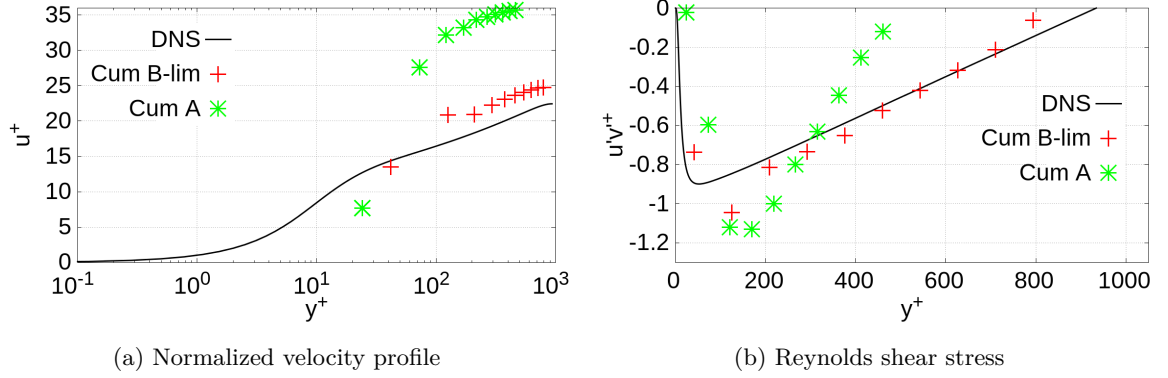 35
30
25
20
15
10
5
0
u⁺
DNS
Cum B-lim
Cum A
10⁻¹
10⁰
10¹
10²
10³
y⁺
(a) Normalized velocity profile
0
-0.2
-0.4
-0.6
-0.8
-1
-1.2
u'v'⁺
DNS
Cum B-lim
Cum A
0
200
400
600
800
1000
y⁺
(b) Reynolds shear stress